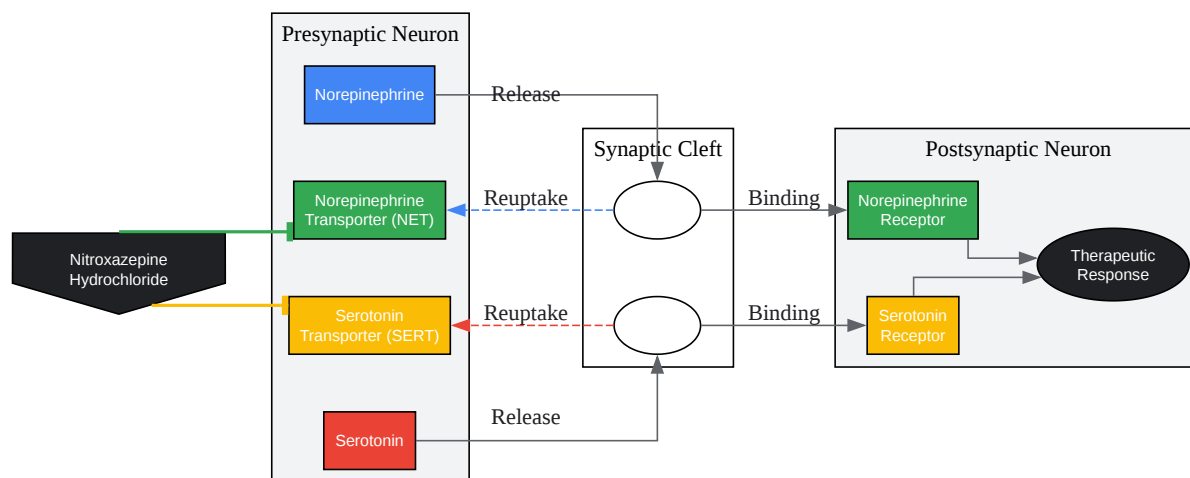 Presynaptic Neuron
Norepinephrine
Release
Synaptic Cleft
Postsynaptic Neuron
Norepinephrine
Transporter (NET)
Reuptake
Binding
Norepinephrine
Receptor
Nitroxazepine
Hydrochloride
Therapeutic
Response
Serotonin
Transporter (SERT)
Reuptake
Binding
Serotonin
Receptor
Serotonin
Release